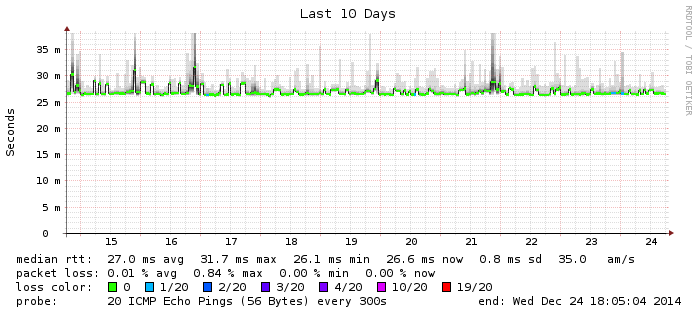 Last 10 Days
RRDTOOL / TOBI OETIKER
Seconds
35 m
30 m
25 m
20 m
15 m
10 m
5 m
0
15 16 17 18 19 20 21 22 23 24
median rtt: 27.0 ms avg 31.7 ms max 26.1 ms min 26.6 ms now 0.8 ms sd 35.0 am/s
packet loss: 0.01 % avg 0.84 % max 0.00 % min 0.00 % now
loss color: 0 1/20 2/20 3/20 4/20 10/20 19/20
probe: 20 ICMP Echo Pings (56 Bytes) every 300s end: Wed Dec 24 18:05:04 2014